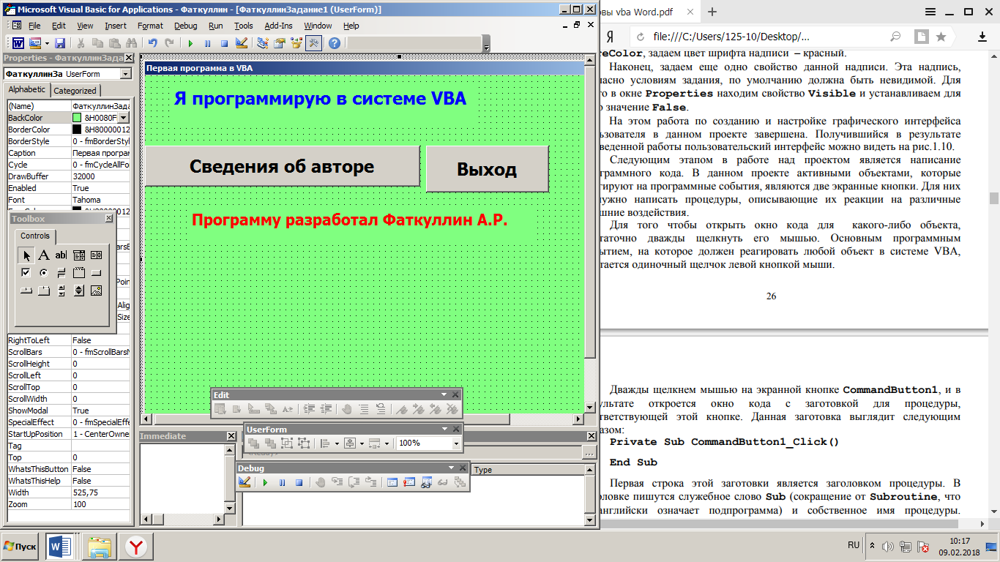 Microsoft Visual Basic for Applications - Фаткуллин - [ФаткуллинЗадание1 (UserForm)]
File Edit View Insert Format Debug Run Tools Add-Ins Window Help
Properties - ФаткуллинЗада
ФаткуллинЗа UserForm
Alphabetic Categorized
(Name) ФаткуллинЗада
BackColor &H0080F
BorderColor &H80000012
BorderStyle 0 - fmBorderStyl
Caption Первая програм
Cycle 0 - fmCycleAllFo
DrawBuffer 32000
Enabled True
Font Tahoma
Toolbox
Controls
RightToLeft False
ScrollBars 0 - fmScrollBarsN
ScrollHeight 0
ScrollLeft 0
ScrollTop 0
ScrollWidth 0
ShowModal True
SpecialEffect 0 - fmSpecialEffe
StartUpPosition 1 - CenterOwner
Tag
Top 0
WhatsThisButton False
WhatsThisHelp False
Width 525,75
Zoom 100
Первая программа в VBA
Я программирую в системе VBA
Сведения об авторе
Выход
Программу разработал Фаткуллин А.Р.
Edit
UserForm
100%
Immediate
<Ready>
Debug
Type
овы vba Word.pdf
file:///C:/Users/125-10/Desktop/...
reColor, задаем цвет шрифта надписи – красный.
Наконец, задаем еще одно свойство данной надписи. Эта надпись,
ласно условиям задания, по умолчанию должна быть невидимой. Для
го в окне Properties находим свойство Visible и устанавливаем для
о значение False.
На этом работа по созданию и настройке графического интерфейса
ьзователя в данном проекте завершена. Получившийся в результате
веденной работы пользовательский интерфейс можно видеть на рис.1.10.
Следующим этапом в работе над проектом является написание
граммного кода. В данном проекте активными объектами, которые
гируют на программные события, являются две экранные кнопки. Для них
нужно написать процедуры, описывающие их реакции на различные
шние воздействия.
Для того чтобы открыть окно кода для какого-либо объекта,
таточно дважды щелкнуть его мышью. Основным программным
ытием, на которое должен реагировать любой объект в системе VBA,
тается одиночный щелчок левой кнопкой мыши.
26
Дважды щелкнем мышью на экранной кнопке CommandButton1, и в
ультате откроется окно кода с заготовкой для процедуры,
тветствующей этой кнопке. Данная заготовка выглядит следующим
азом:
Private Sub CommandButton1_Click()
End Sub
Первая строка этой заготовки является заголовком процедуры. В
оловке пишутся служебное слово Sub (сокращение от Subroutine, что
английски означает подпрограмма) и собственное имя процедуры.
Пуск
RU
10:17
09.02.2018